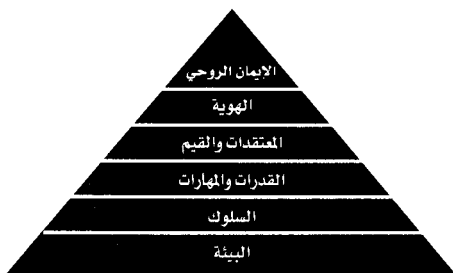 الإيمان الروحي
الهوية
المعتقدات والقيم
القدرات والمهارات
السلوك
البيئة